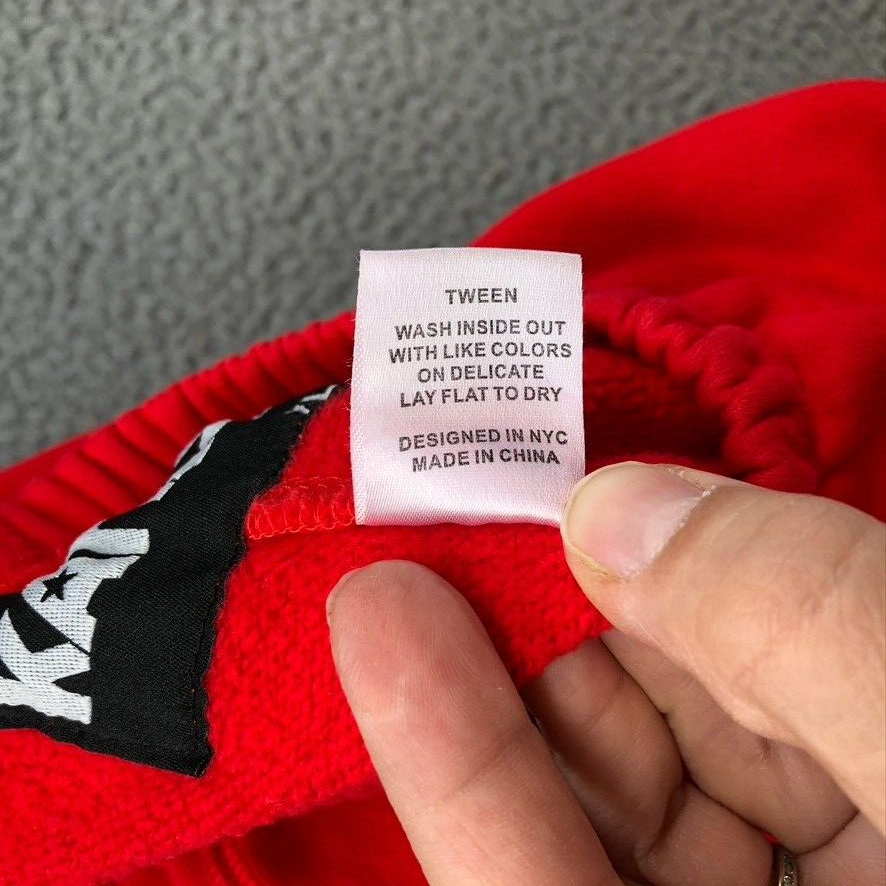 TWEEN
WASH INSIDE OUT
WITH LIKE COLORS
ON DELICATE
LAY FLAT TO DRY
DESIGNED IN NYC
MADE IN CHINA